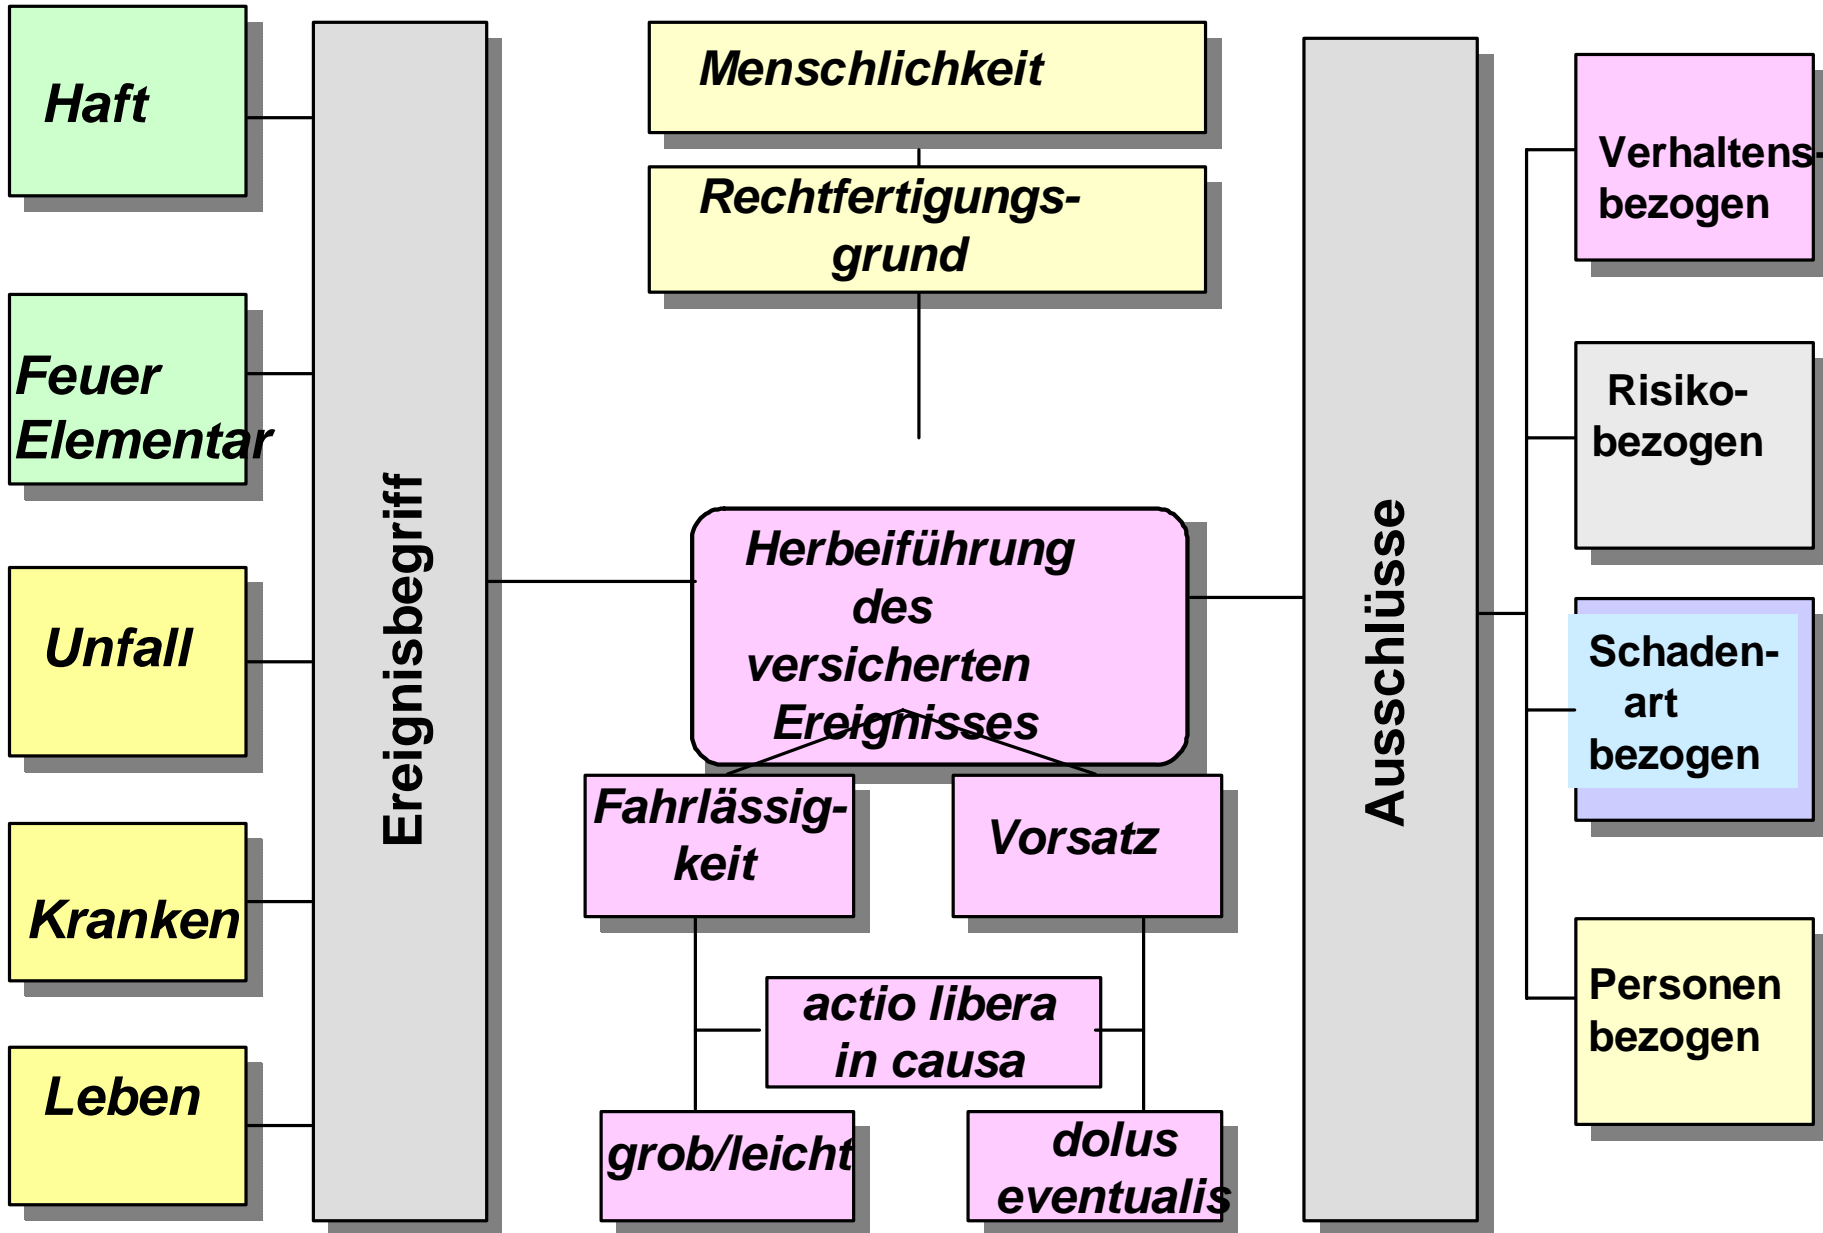 Haft
Feuer
Elementar
Unfall
Kranken
Leben
Ereignisbegriff
Menschlichkeit
Rechtfertigungs-
grund
Herbeiführung
des
versicherten
Ereignisses
Fahrlässig-
keit
Vorsatz
actio libera
in causa
grob/leicht
dolus
eventualis
Ausschlüsse
Verhaltens-
bezogen
Risiko-
bezogen
Schaden-
art
bezogen
Personen
bezogen